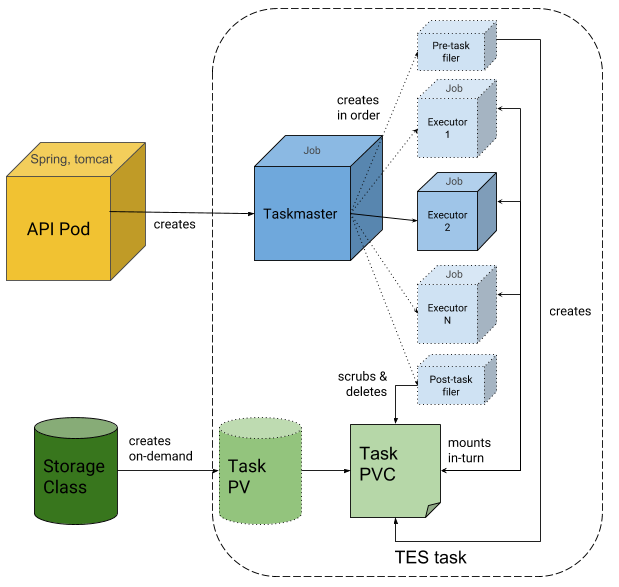 Pre-task
filer
creates
in order
Job
Executor
1
Spring, tomcat
Job
API Pod
creates
Taskmaster
Job
Executor
2
Job
Executor
N
creates
scrubs &
deletes
Post-task
filer
Storage
Class
creates
on-demand
Task
PV
Task
PVC
mounts
in-turn
TES task